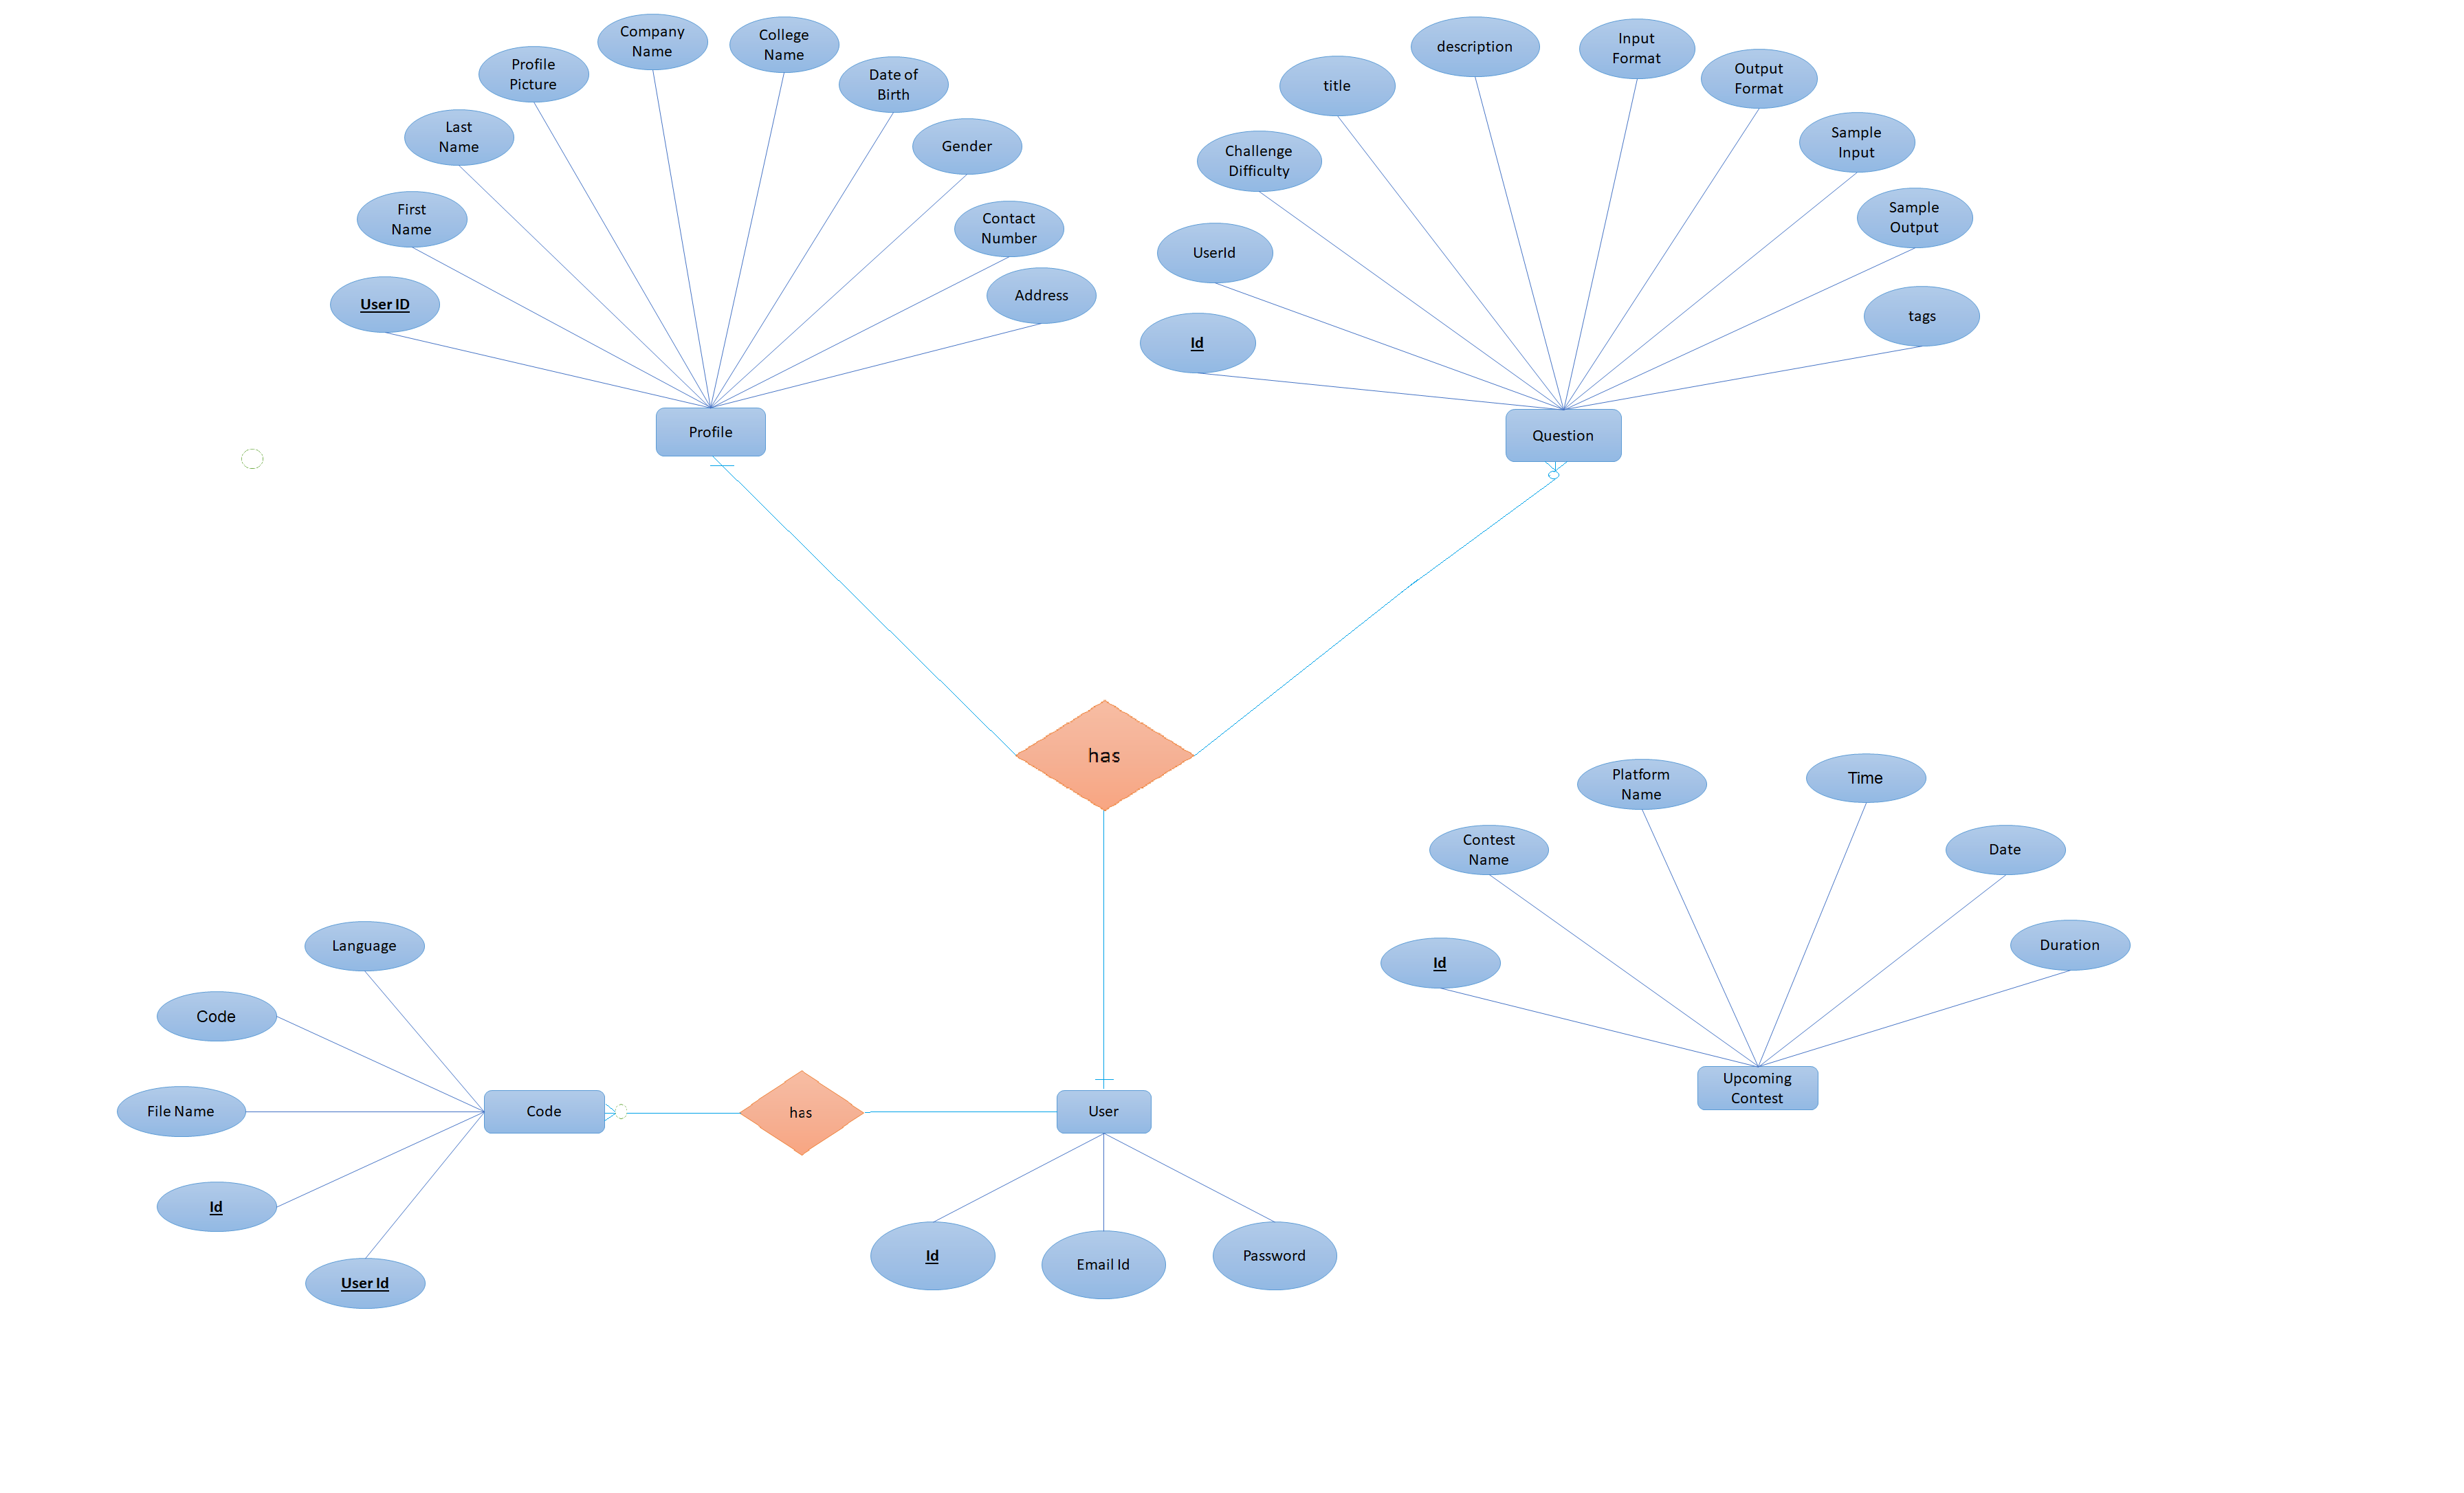 Company
Name
College
Name
Profile
Picture
Date of
Birth
Last
Name
Gender
First
Name
Contact
Number
User ID
Address
Profile
description
Input
Format
title
Output
Format
Challenge
Difficulty
Sample
Input
UserId
Sample
Output
Id
tags
Question
has
Platform
Name
Time
Contest
Name
Date
Id
Duration
Upcoming
Contest
Language
Code
File Name
Id
User Id
Code
has
User
Id
Email Id
Password